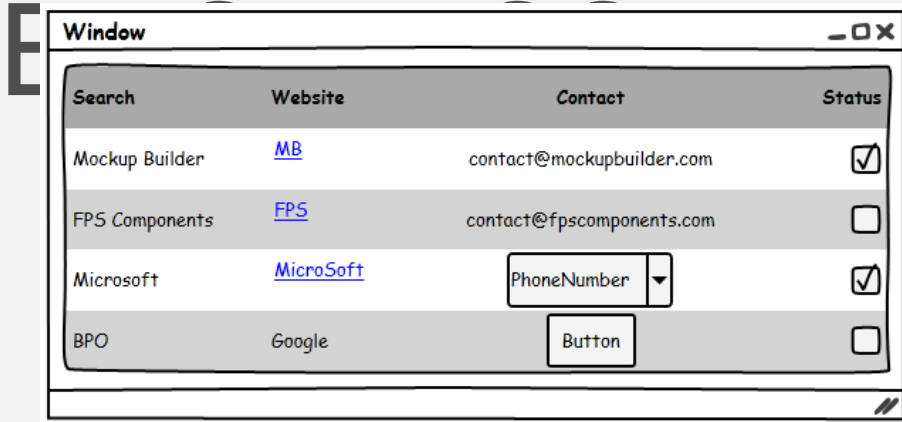 Window
Search Website Contact Status
Mockup Builder MB contact@mockupbuilder.com
FPS Components FPS contact@fpscomponents.com
Microsoft MicroSoft PhoneNumber
BPO Google Button